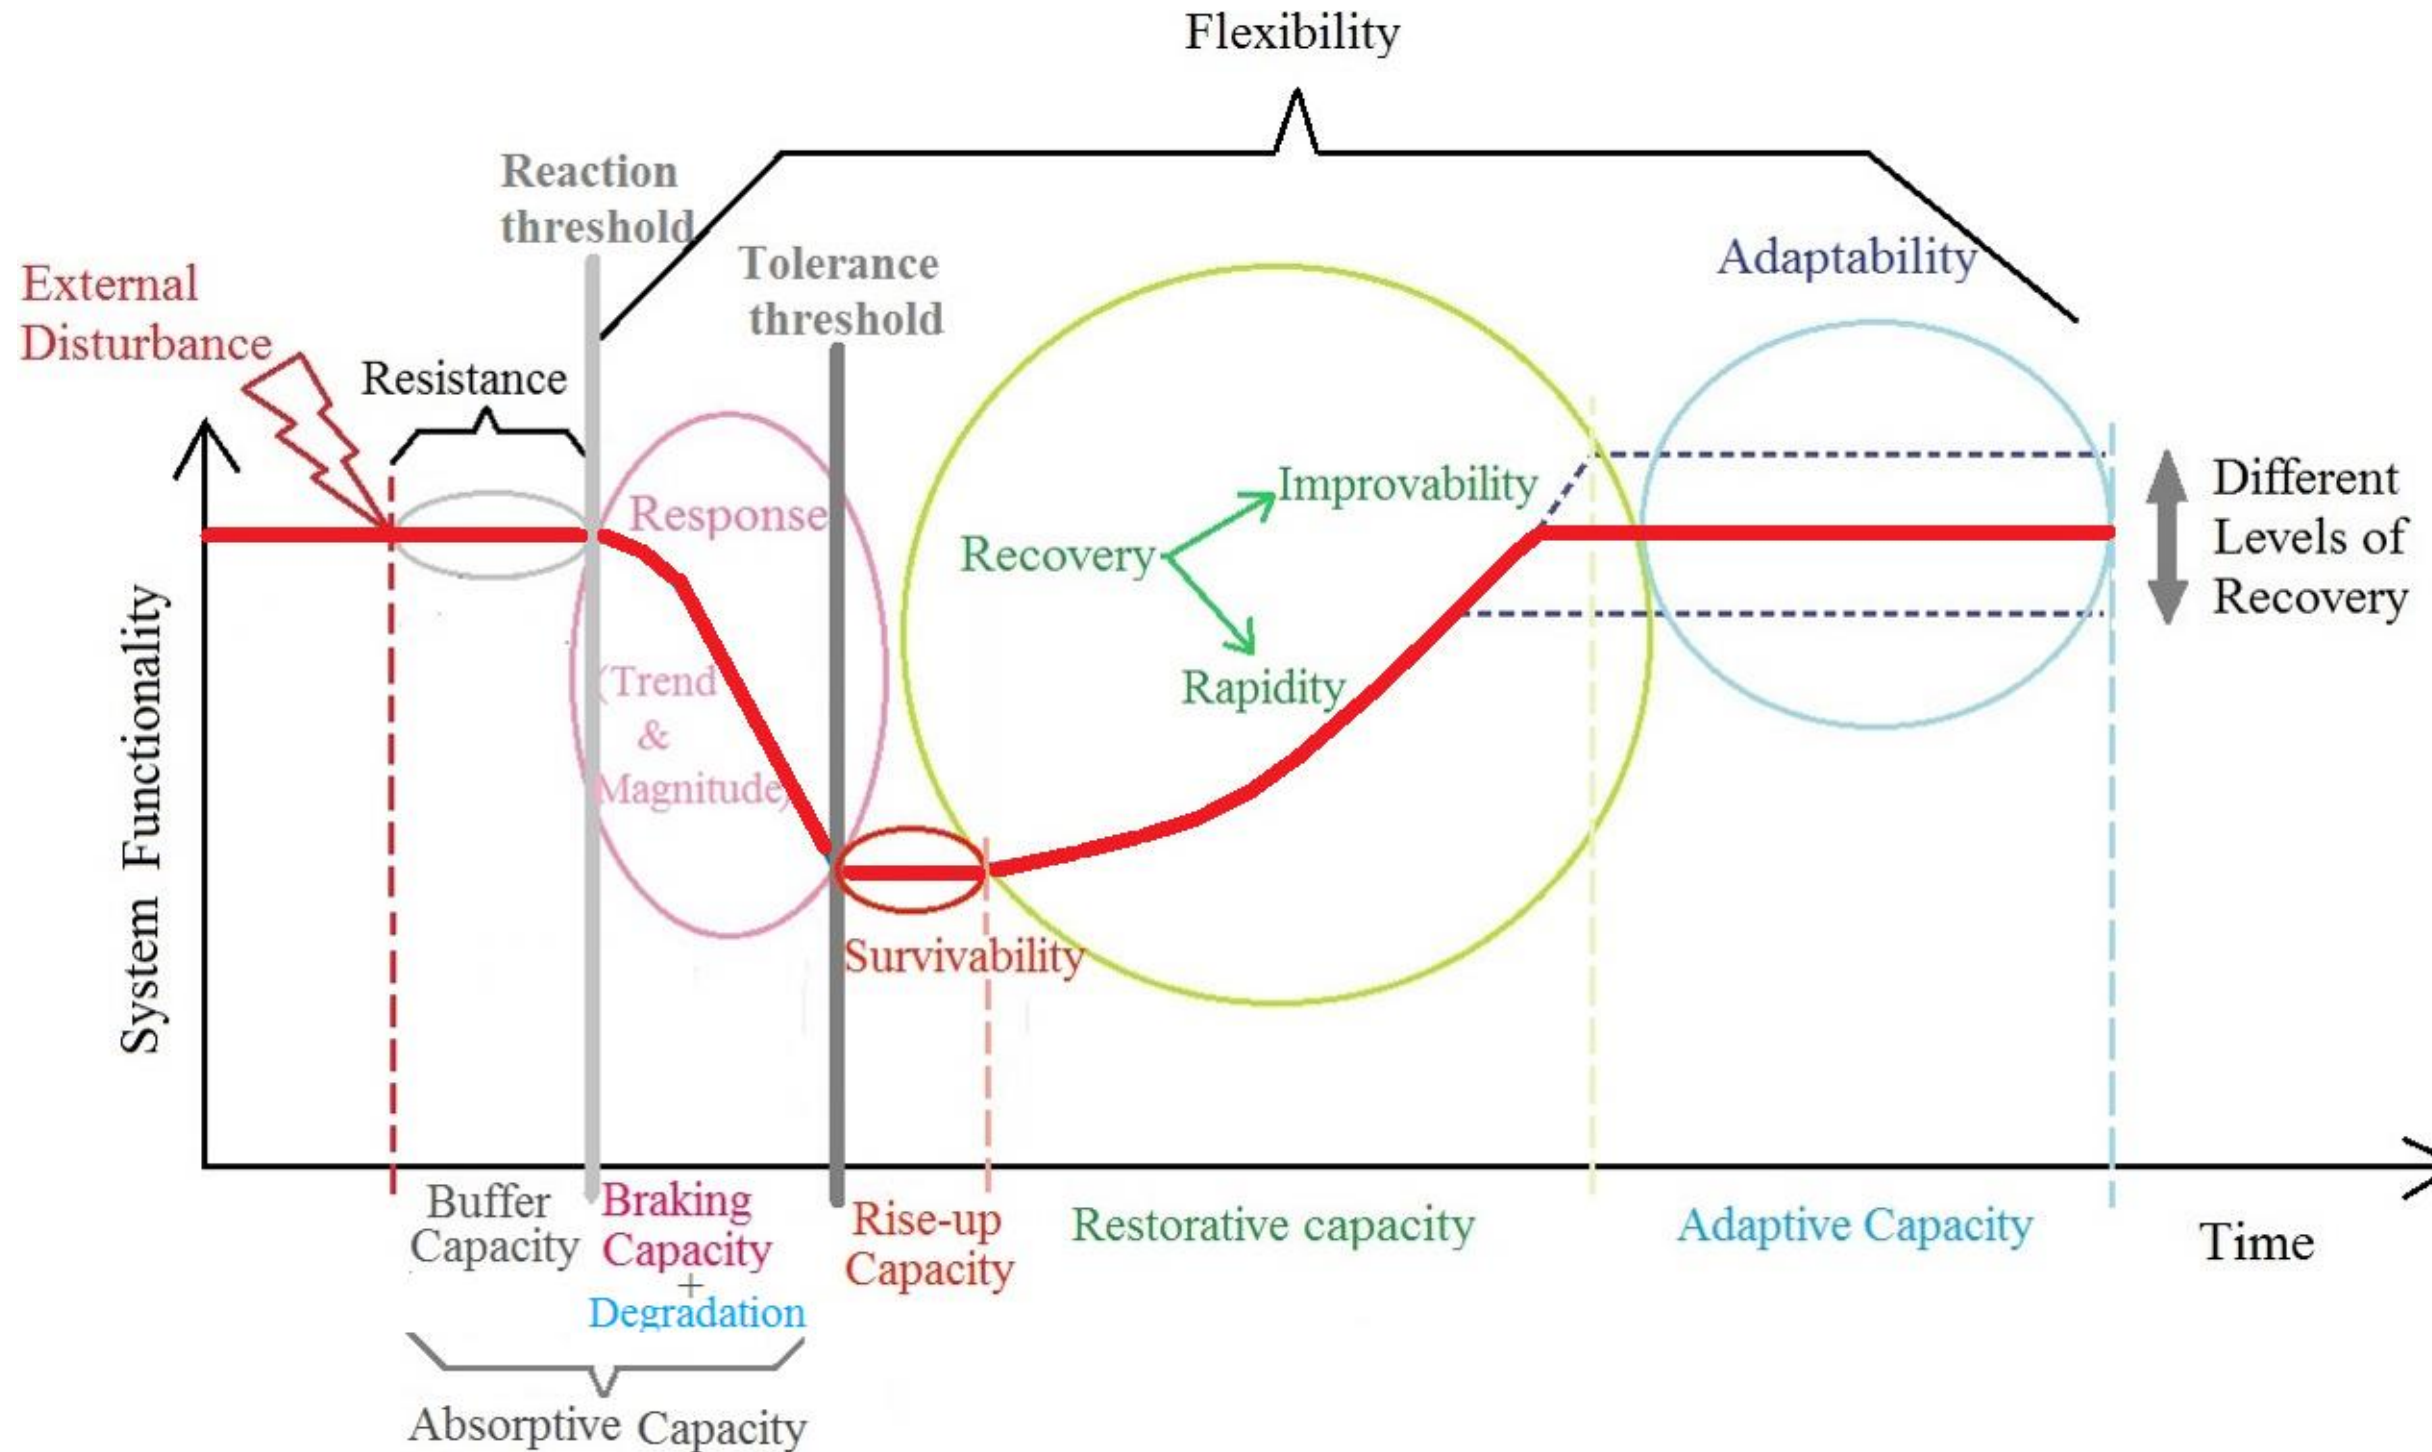 Flexibility
Reaction
threshold
Tolerance
threshold
Adaptability
External
Disturbance
Resistance
Response
(Trend
&
Magnitude)
Recovery
Improvability
Rapidity
Different
Levels of
Recovery
System Functionality
Survivability
Buffer
Capacity
Braking
Capacity
+
Degradation
Rise-up
Capacity
Restorative capacity
Adaptive Capacity
Time
Absorptive Capacity